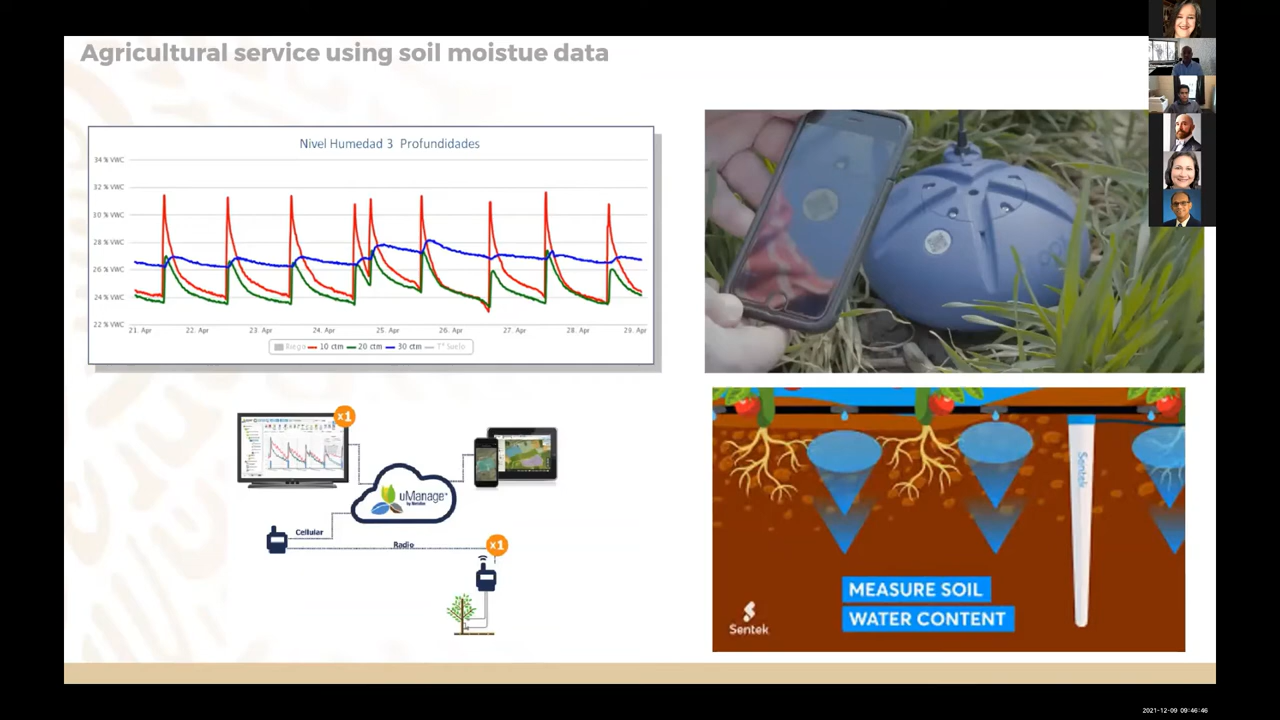 Agricultural service using soil moistue data
Nivel Humedad 3 Profundidades
34 % VWC
32 % VWC
30 % VWC
28 % VWC
26 % VWC
24 % VWC
22 % VWC
21. Apr 22. Apr 23. Apr 24. Apr 25. Apr 26. Apr 27. Apr 28. Apr 29. Apr
Riego 10 ctm 20 ctm 30 ctm T° Suelo
x1
uManage
Cellular
Radio
x1
Sentek
MEASURE SOIL
WATER CONTENT
Sentek
2021-12-09 09:46:46